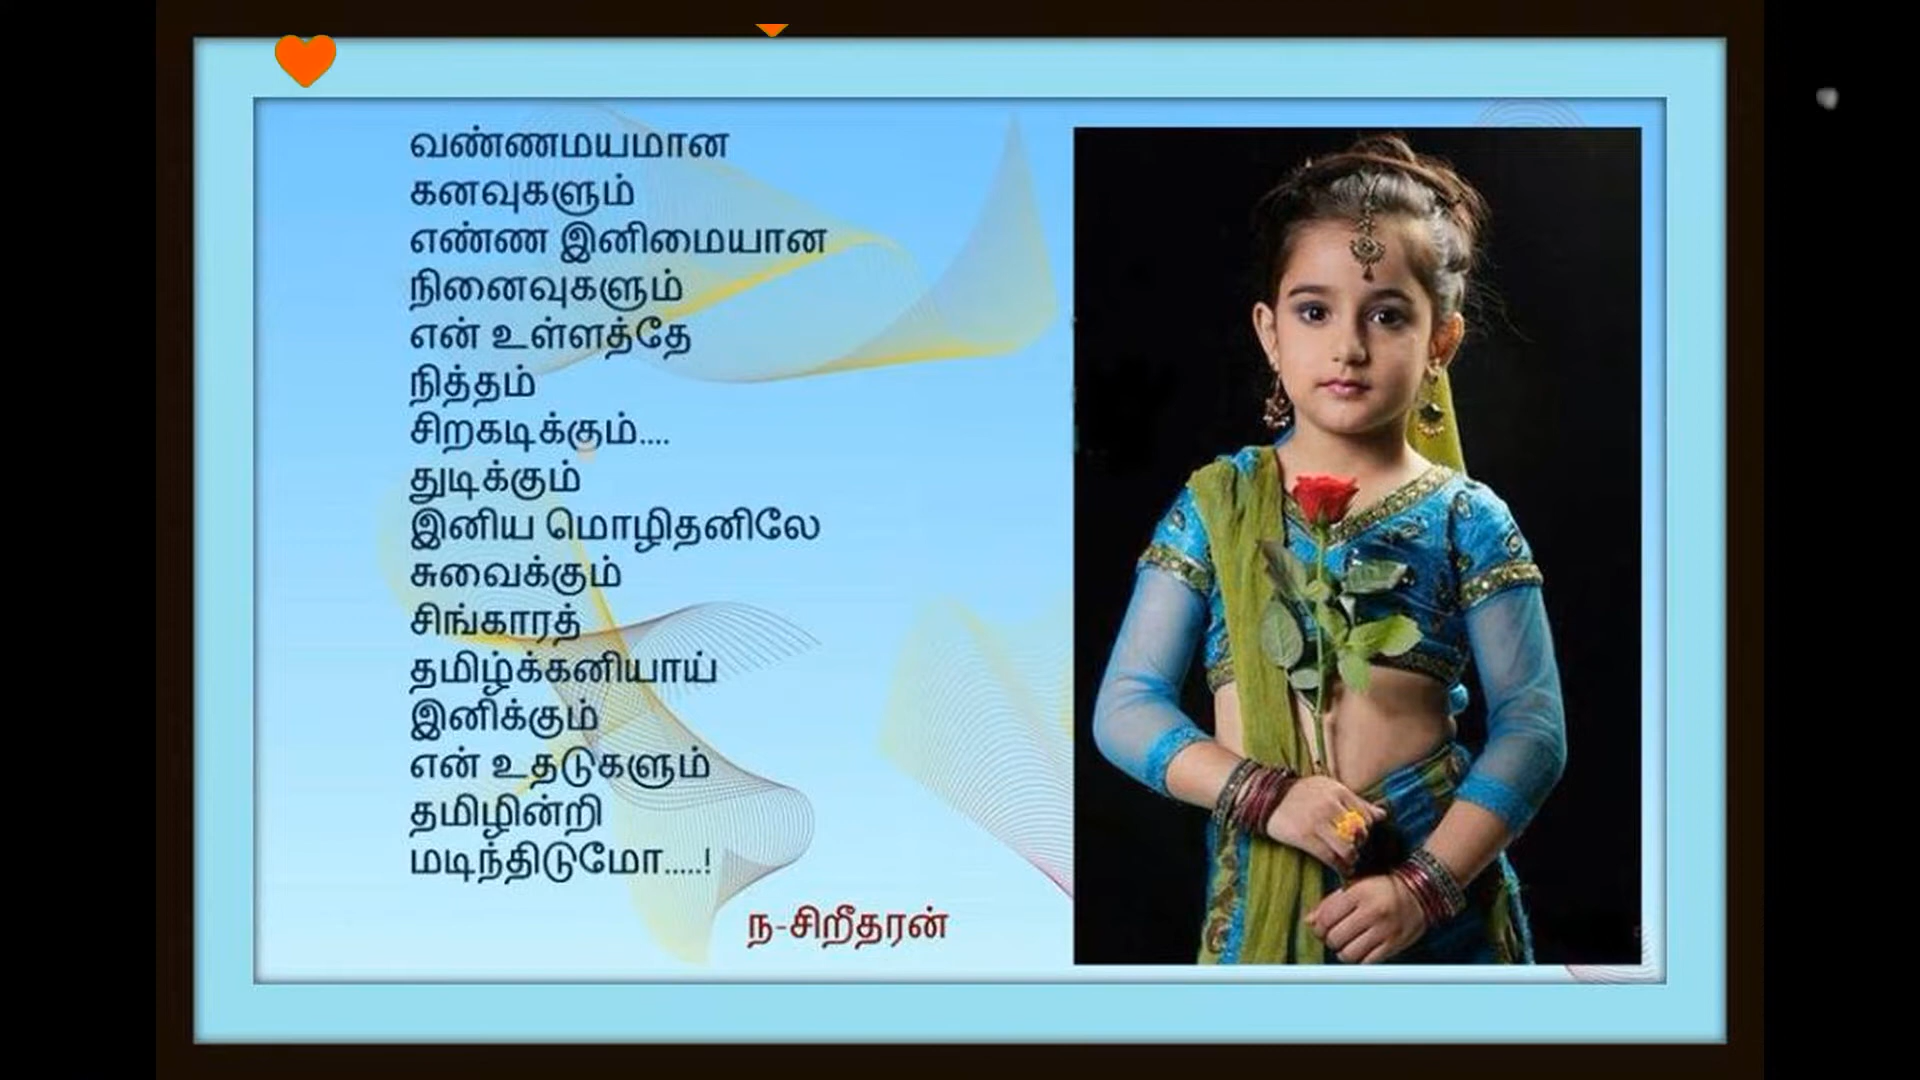 வண்ணமயமான
கனவுகளும்
எண்ண இனிமையான
நினைவுகளும்
என் உள்ளத்தே
நித்தம்
சிறகடிக்கும்....
துடிக்கும்
இனிய மொழிதனிலே
சுவைக்கும்
சிங்காரத்
தமிழ்க்கனியாய்
இனிக்கும்
என் உதடுகளும்
தமிழின்றி
மடிந்திடுமோ.....!
ந-சிறீதரன்